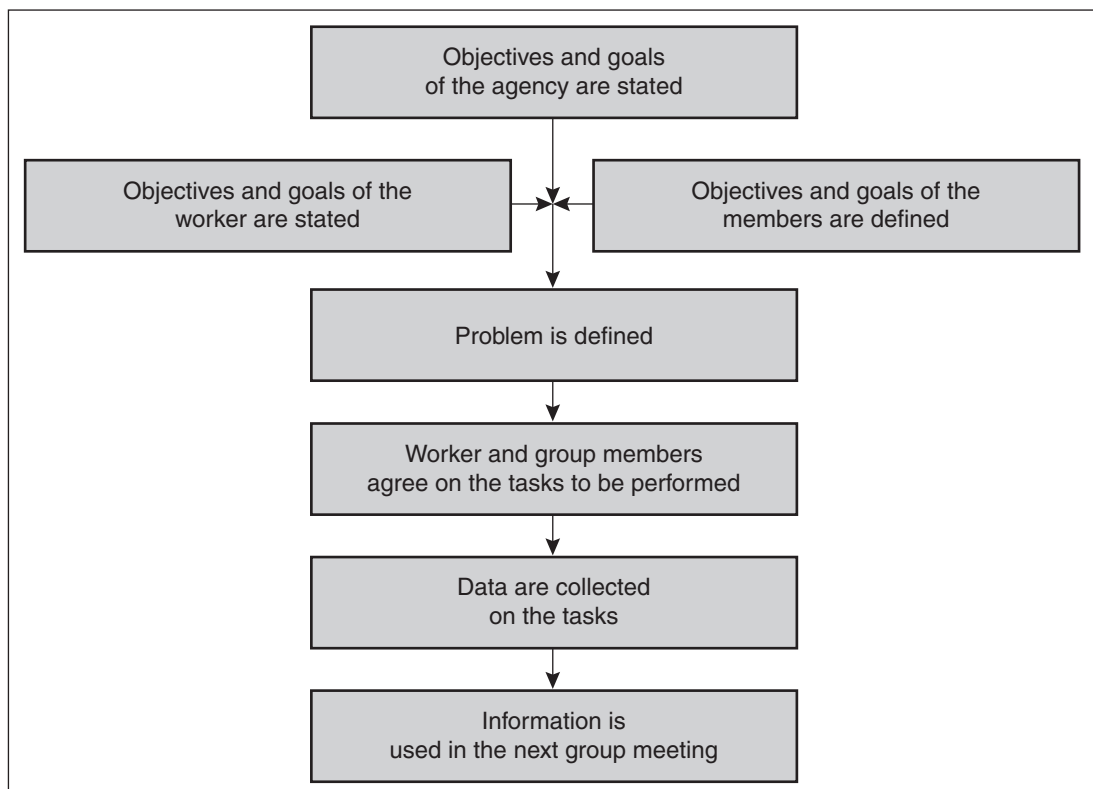 Objectives and goals
of the agency are stated
Objectives and goals of the
worker are stated
Objectives and goals of the
members are defined
Problem is defined
Worker and group members
agree on the tasks to be performed
Data are collected
on the tasks
Information is
used in the next group meeting